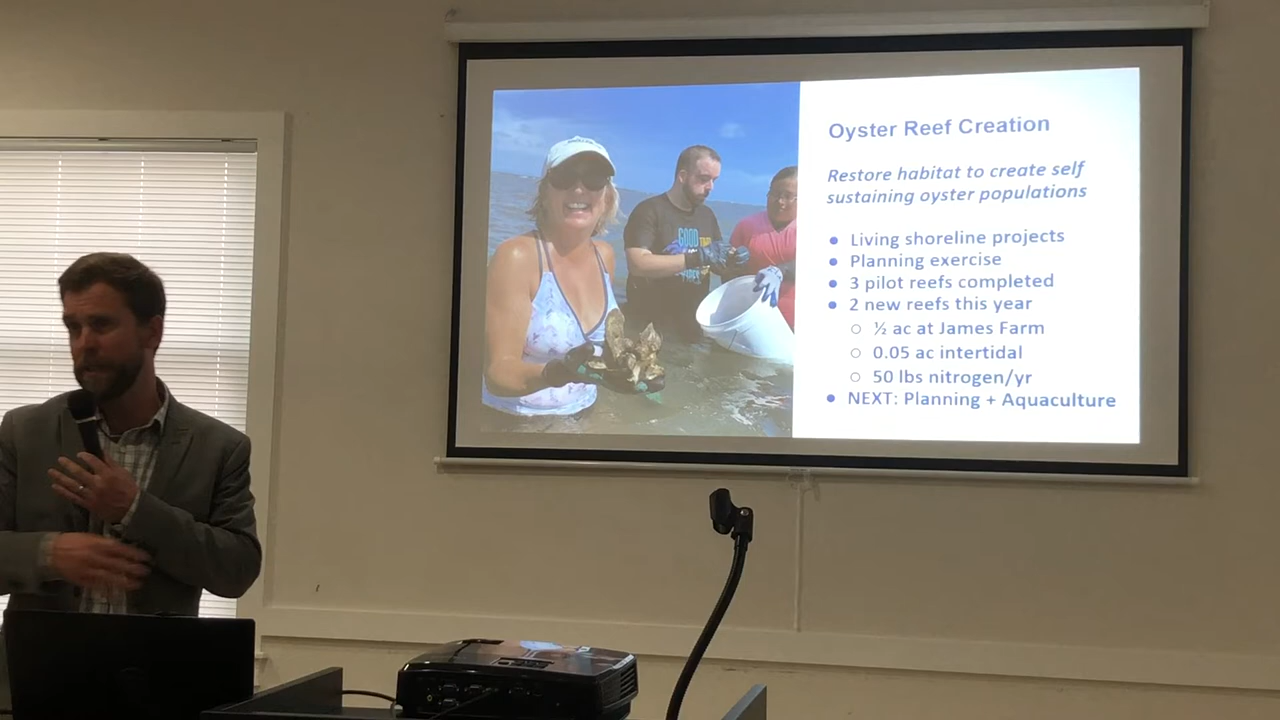 Oyster Reef Creation
Restore habitat to create self
sustaining oyster populations
● Living shoreline projects
● Planning exercise
● 3 pilot reefs completed
● 2 new reefs this year
○ ½ ac at James Farm
○ 0.05 ac intertidal
○ 50 lbs nitrogen/yr
● NEXT: Planning + Aquaculture
GOOD